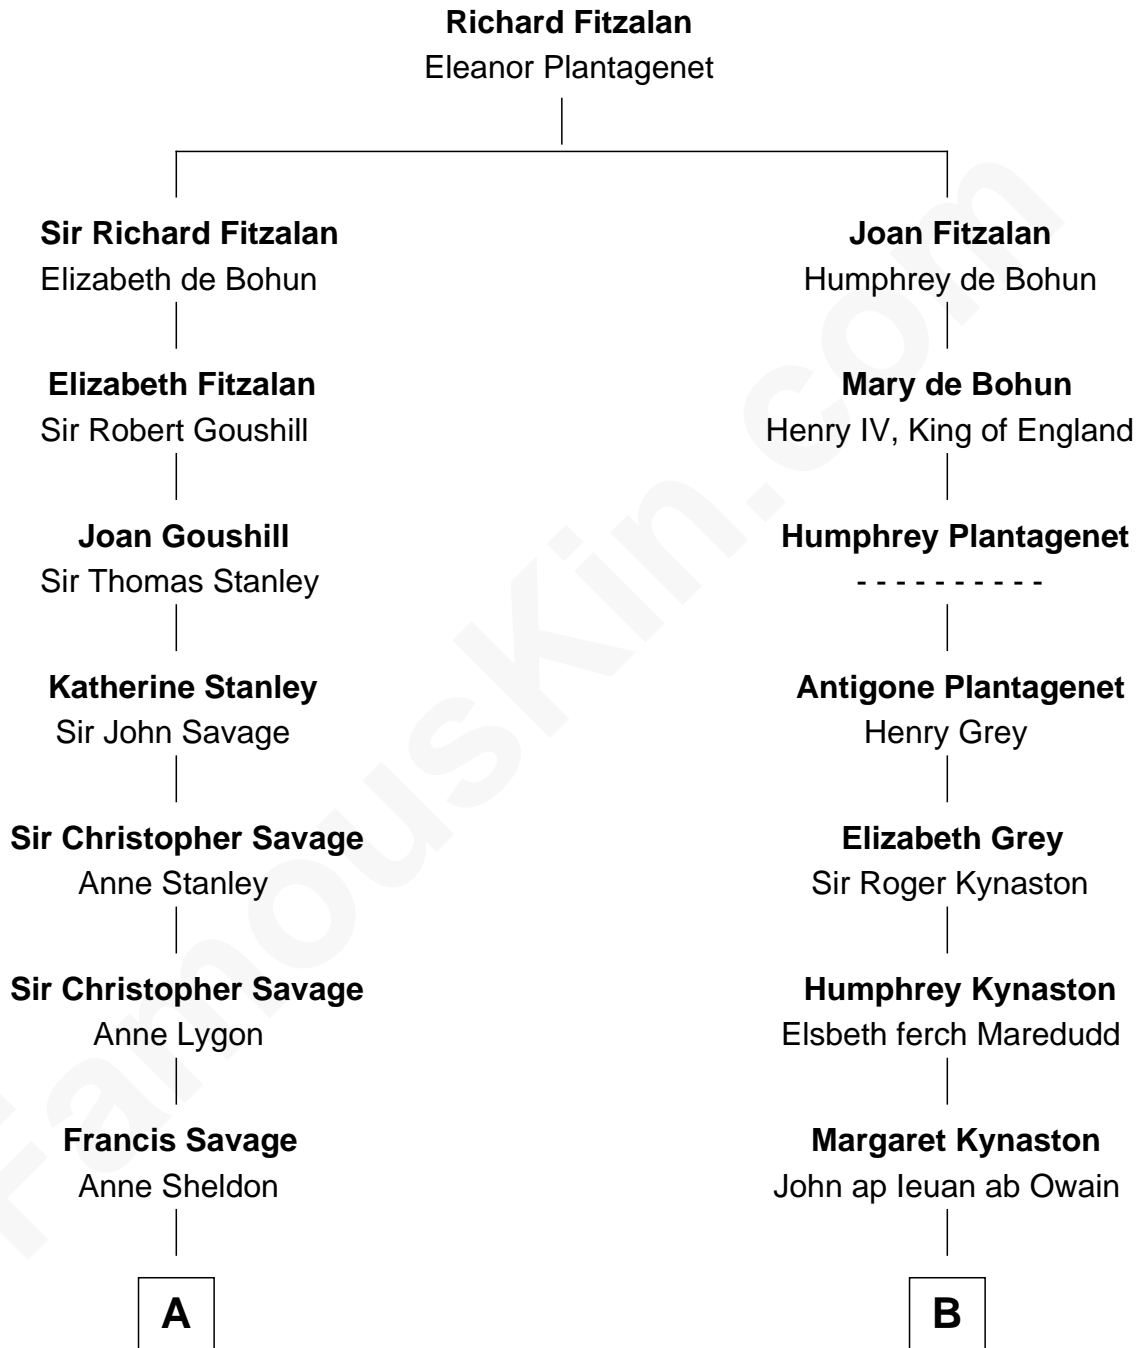 Richard Fitzalan
Eleanor Plantagenet
Sir Richard Fitzalan
Elizabeth de Bohun
Elizabeth Fitzalan
Sir Robert Goushill
Joan Goushill
Sir Thomas Stanley
Katherine Stanley
Sir John Savage
Sir Christopher Savage
Anne Stanley
Sir Christopher Savage
Anne Lygon
Francis Savage
Anne Sheldon
A
Joan Fitzalan
Humphrey de Bohun
Mary de Bohun
Henry IV, King of England
Humphrey Plantagenet
- - - - - - - - - -
Antigone Plantagenet
Henry Grey
Elizabeth Grey
Sir Roger Kynaston
Humphrey Kynaston
Elsbeth ferch Maredudd
Margaret Kynaston
John ap Ieuan ab Owain
B
FamousKin.com